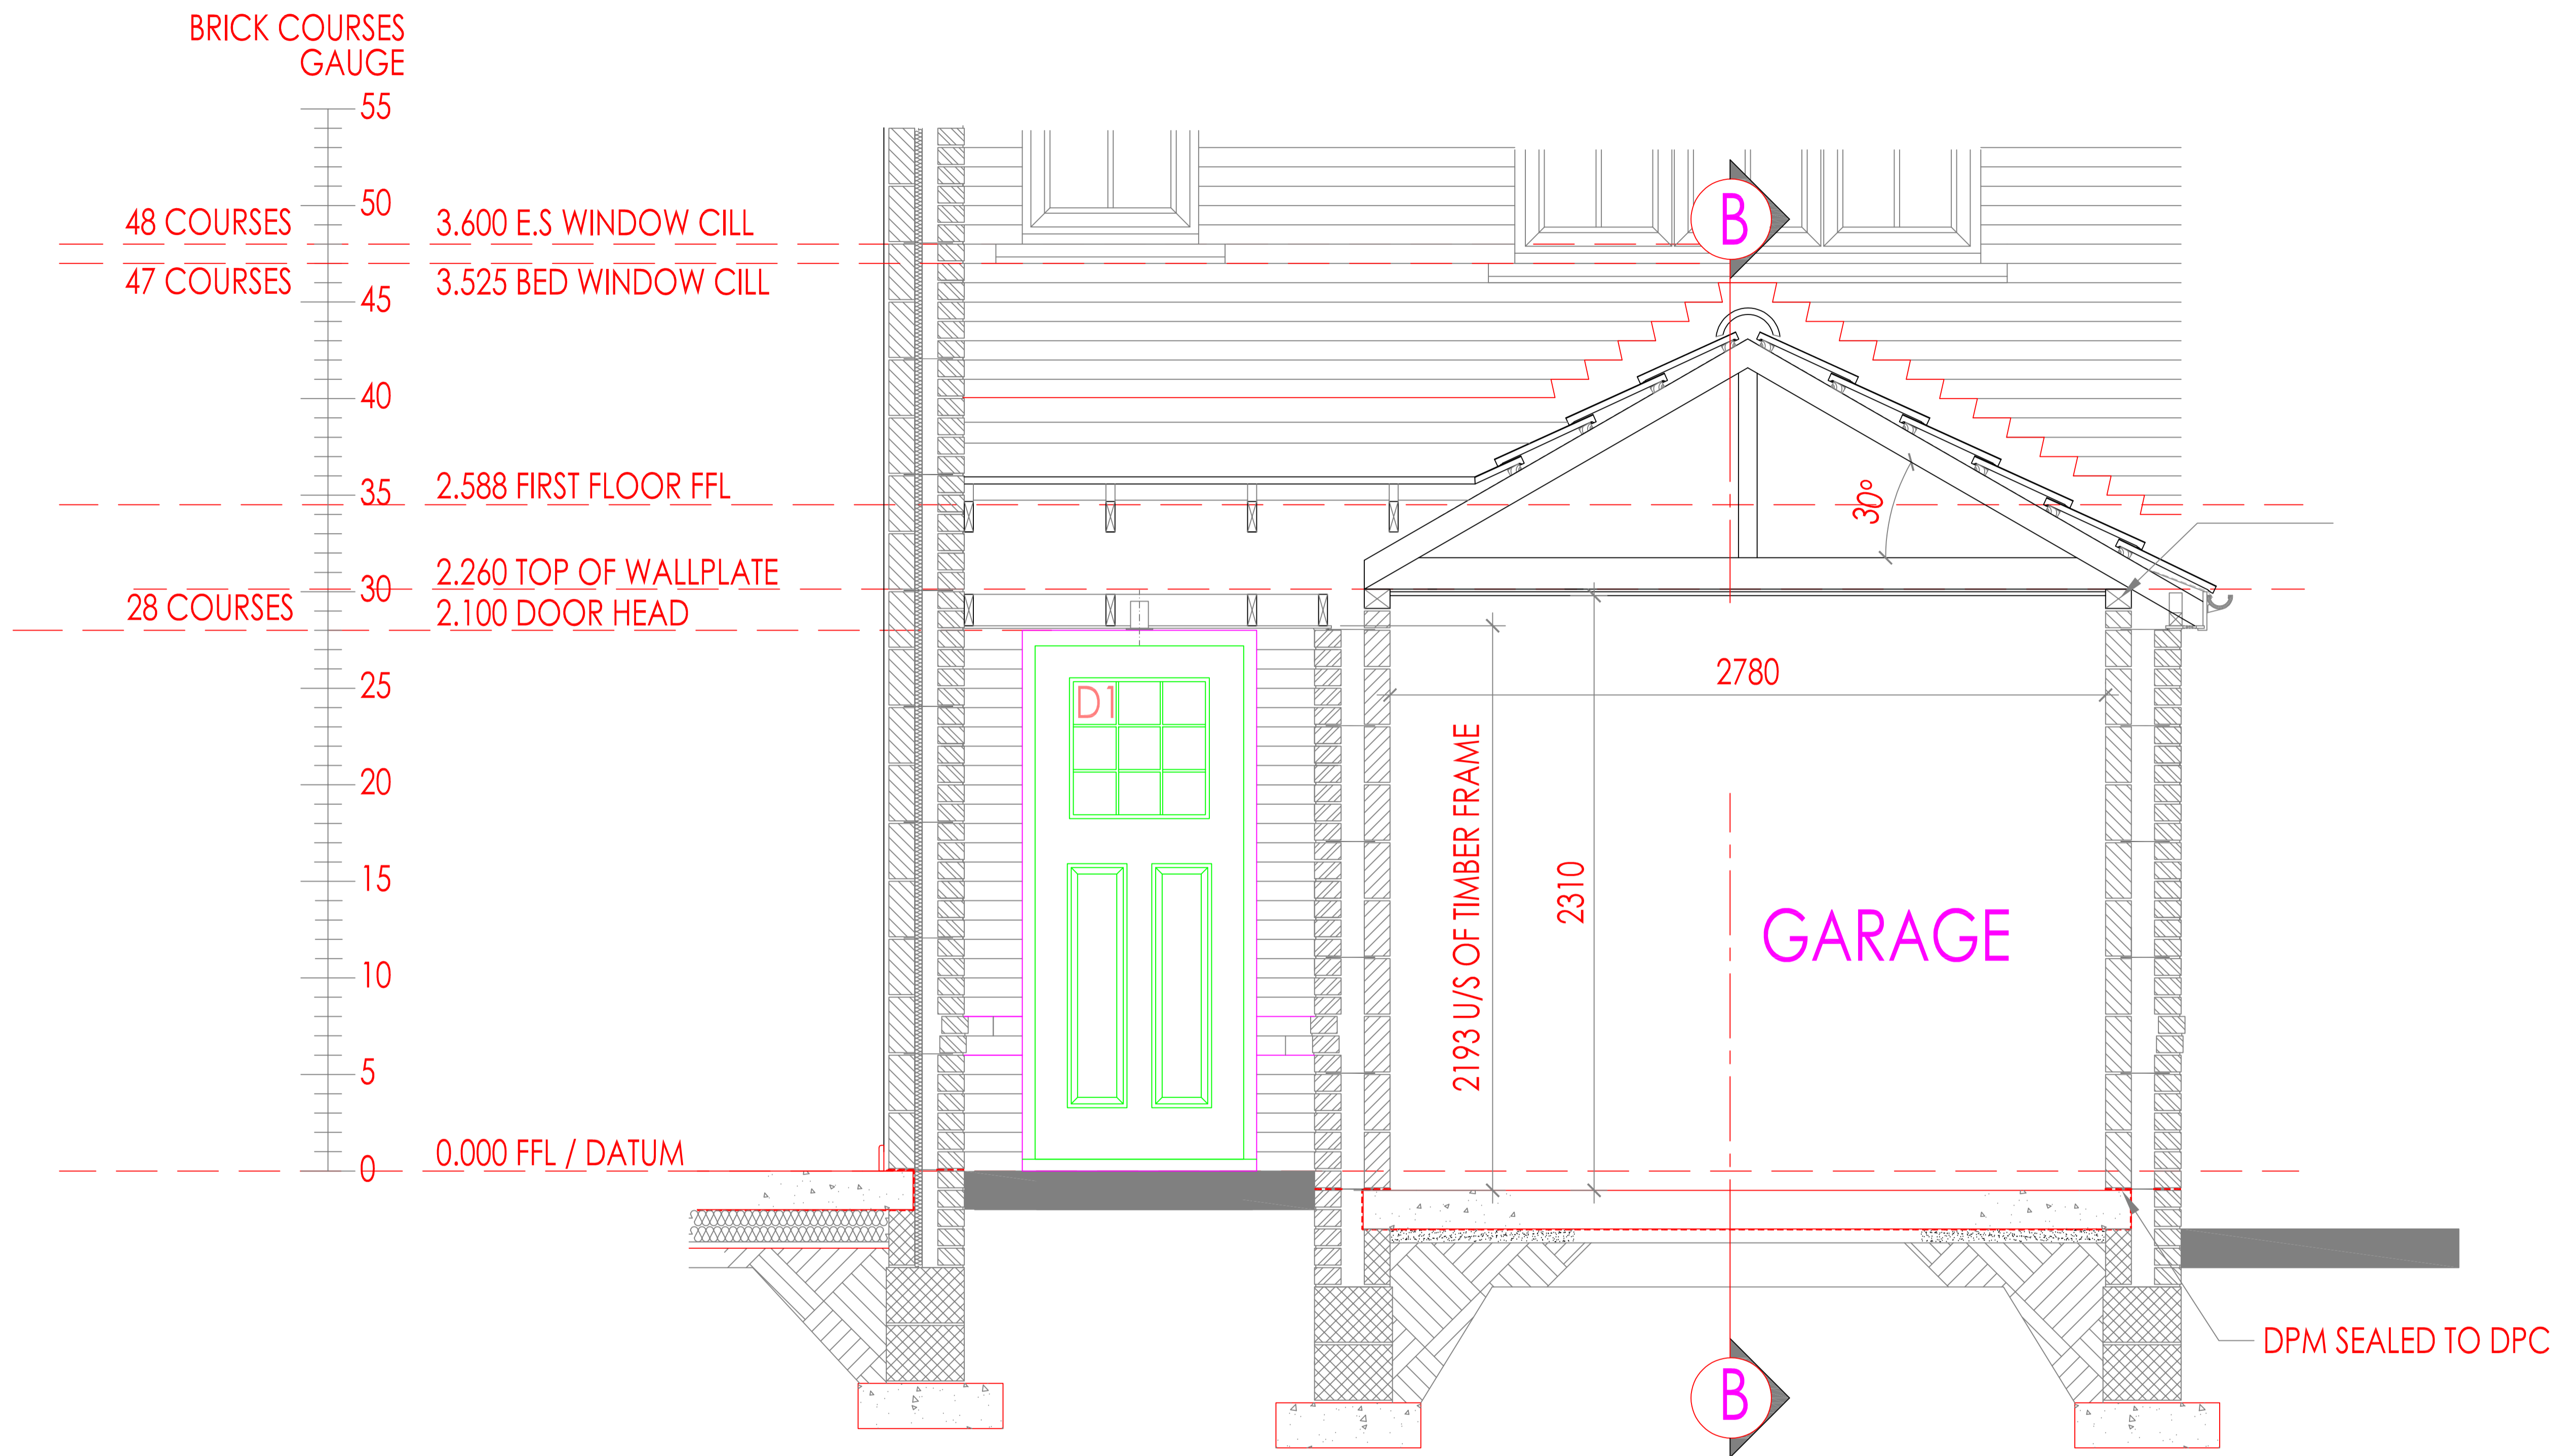 BRICK COURSES
GAUGE
55
50
48 COURSES
3.600 E.S WINDOW CILL
B
47 COURSES
3.525 BED WINDOW CILL
45
40
35
2.588 FIRST FLOOR FFL
30°
2.260 TOP OF WALLPLATE
30
28 COURSES
2.100 DOOR HEAD
25
2780
D1
20
2193 U/S OF TIMBER FRAME
15
2310
GARAGE
10
5
0.000 FFL / DATUM
0
DPM SEALED TO DPC
B